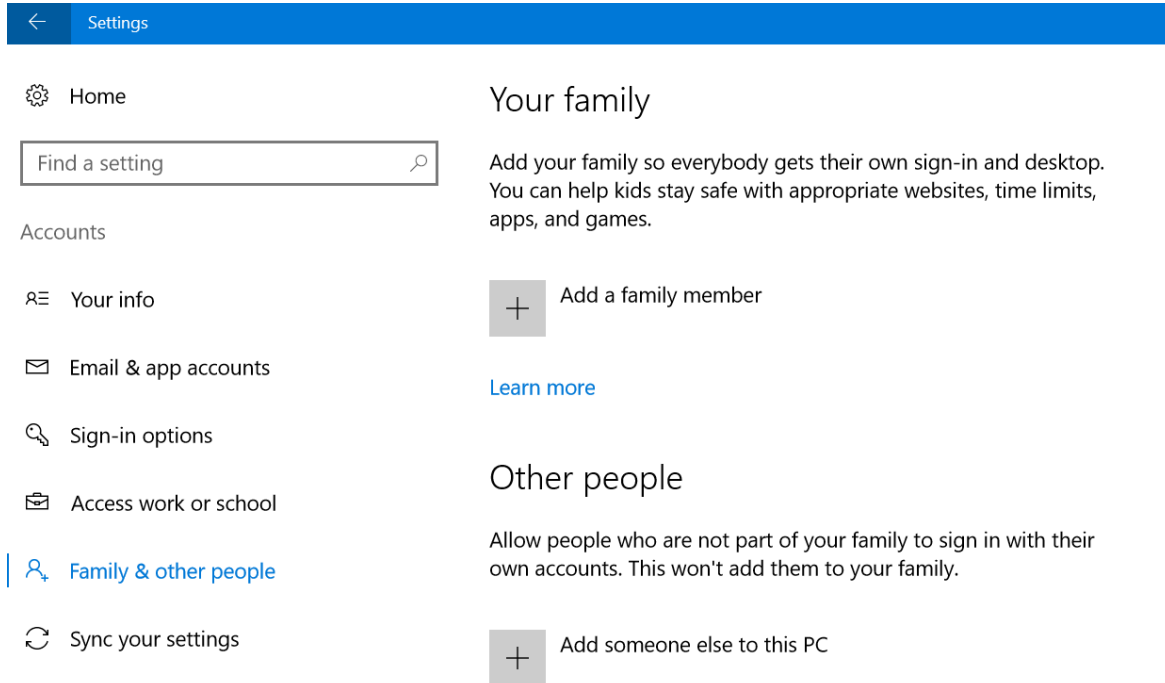 Settings
Home
Find a setting
Accounts
Your info
Email & app accounts
Sign-in options
Access work or school
Family & other people
Sync your settings
Your family
Add your family so everybody gets their own sign-in and desktop.
You can help kids stay safe with appropriate websites, time limits,
apps, and games.
Add a family member
Learn more
Other people
Allow people who are not part of your family to sign in with their
own accounts. This won't add them to your family.
Add someone else to this PC